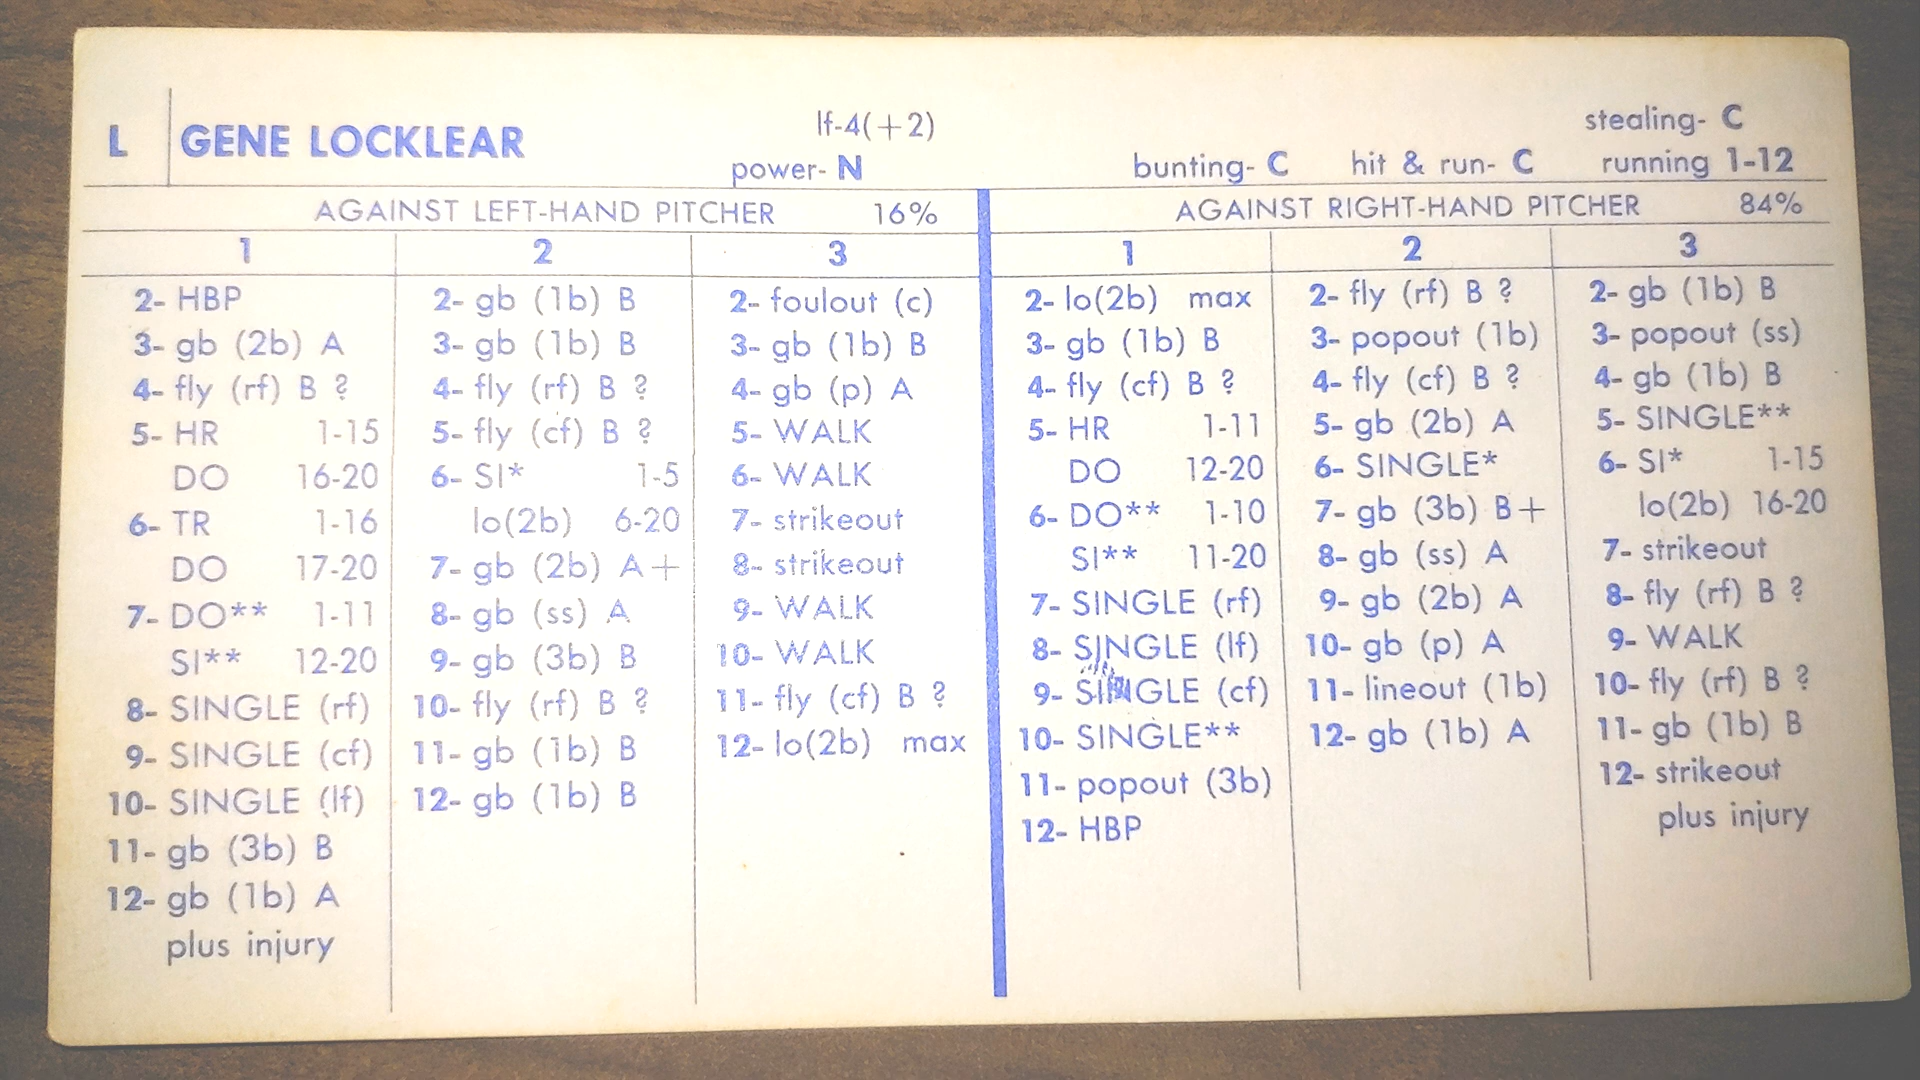 L GENE LOCKLEAR
lf-4(+2)
power- N
bunting- C hit & run- C
stealing- C
running 1-12
AGAINST LEFT-HAND PITCHER 16%
1 2 3
2- HBP
3- gb (2b) A
4- fly (rf) B ?
5- HR 1-15
DO 16-20
6- TR 1-16
DO 17-20
7- DO** 1-11
SI** 12-20
8- SINGLE (rf)
9- SINGLE (cf)
10- SINGLE (lf)
11- gb (3b) B
12- gb (1b) A
plus injury
2- gb (1b) B
3- gb (1b) B
4- fly (rf) B ?
5- fly (cf) B ?
6- SI* 1-5
lo(2b) 6-20
7- gb (2b) A+
8- gb (ss) A
9- gb (3b) B
10- fly (rf) B ?
11- gb (1b) B
12- gb (1b) B
2- foulout (c)
3- gb (1b) B
4- gb (p) A
5- WALK
6- WALK
7- strikeout
8- strikeout
9- WALK
10- WALK
11- fly (cf) B ?
12- lo(2b) max
AGAINST RIGHT-HAND PITCHER 84%
1 2 3
2- lo(2b) max
3- gb (1b) B
4- fly (cf) B ?
5- HR 1-11
DO 12-20
6- DO** 1-10
SI** 11-20
7- SINGLE (rf)
8- SINGLE (lf)
9- SINGLE (cf)
10- SINGLE**
11- popout (3b)
12- HBP
2- fly (rf) B ?
3- popout (1b)
4- fly (cf) B ?
5- gb (2b) A
6- SINGLE*
7- gb (3b) B+
8- gb (ss) A
9- gb (2b) A
10- gb (p) A
11- lineout (1b)
12- gb (1b) A
2- gb (1b) B
3- popout (ss)
4- gb (1b) B
5- SINGLE**
6- SI* 1-15
lo(2b) 16-20
7- strikeout
8- fly (rf) B ?
9- WALK
10- fly (rf) B ?
11- gb (1b) B
12- strikeout
plus injury